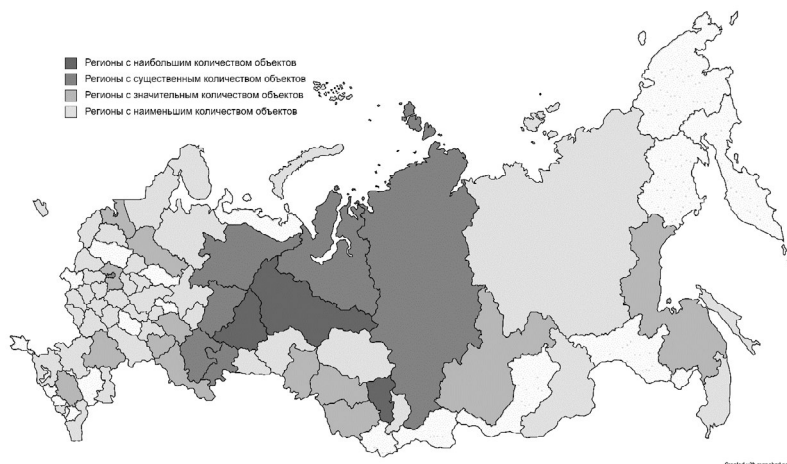 Регионы с наибольшим количеством объектов
Регионы с существенным количеством объектов
Регионы с значительным количеством объектов
Регионы с наименьшим количеством объектов